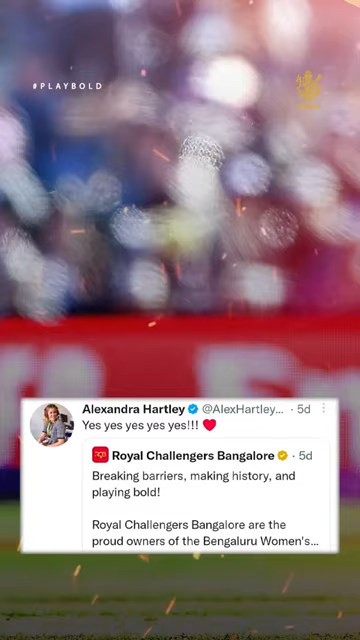 #PLAYBOLD
Alexandra Hartley @AlexHartley... · 5d
Yes yes yes yes yes!!! ❤️
Royal Challengers Bangalore · 5d
Breaking barriers, making history, and
playing bold!
Royal Challengers Bangalore are the
proud owners of the Bengaluru Women's...